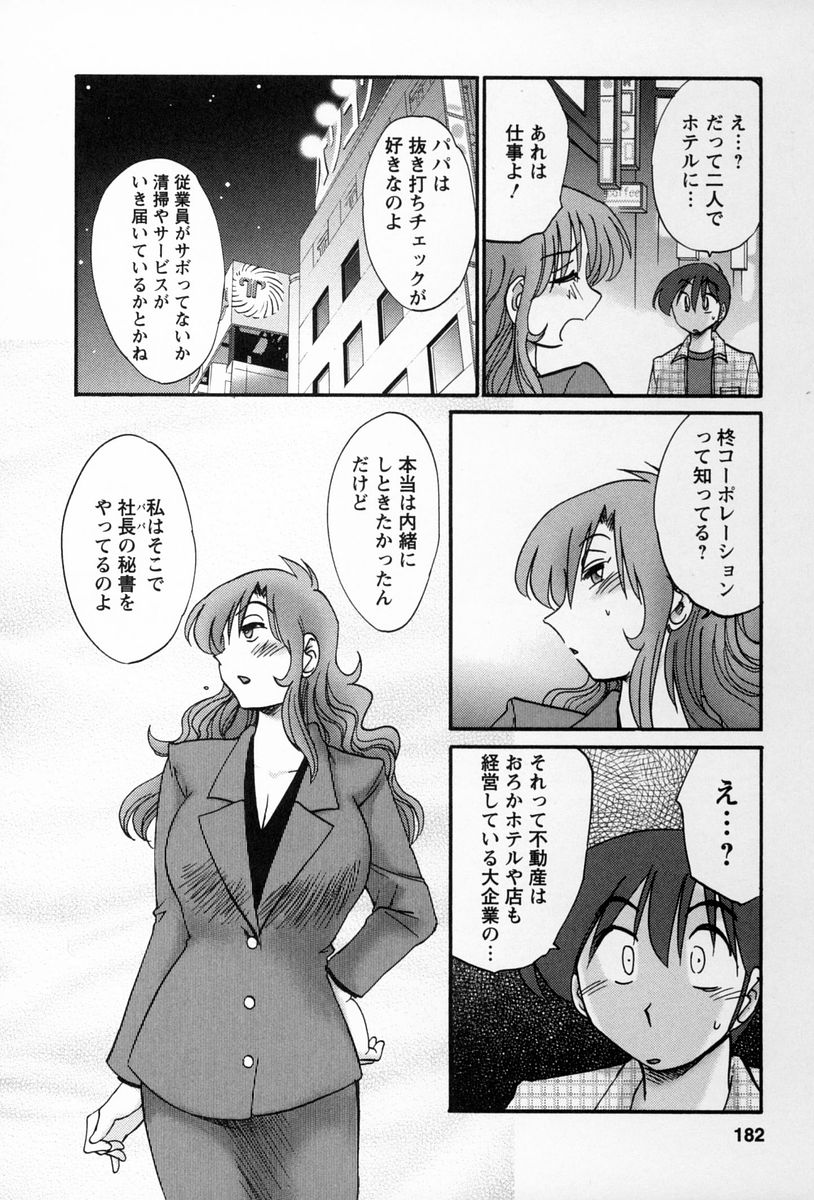 え…?
だって二人で
ホテルに…
あれは
仕事よ!
パパは
抜き打ちチェックが
好きなのよ
従業員がサボってないか
清掃やサービスが
いき届いているかとかね
柊コーポレーション
って知ってる?
え…?
それって不動産は
おろかホテルや店も
経営している大企業の…
本当は内緒に
しときたかったん
だけど
私はそこで
社長の秘書を
パパ
やってるのよ
coffee
182